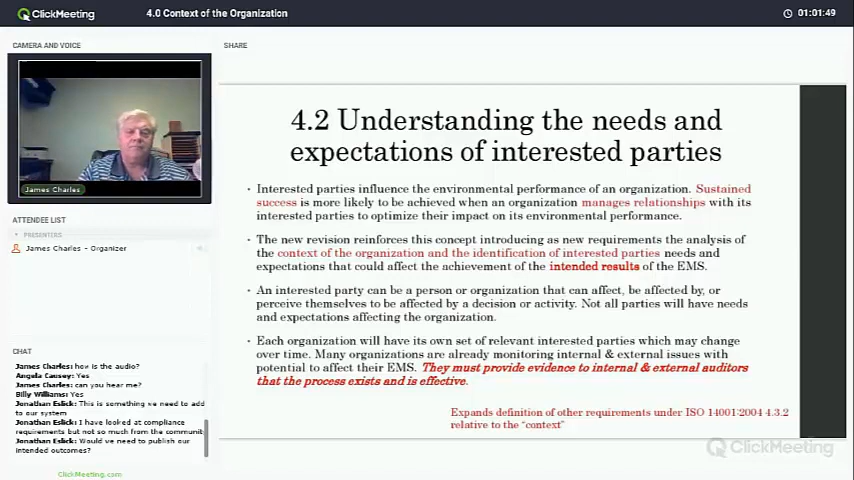 ClickMeeting
4.0 Context of the Organization
01:01:49
CAMERA AND VOICE
SHARE
James Charles
ATTENDEE LIST
PRESENTERS
James Charles - Organizer
CHAT
James Charles: how is the audio?
Angela Causey: Yes
James Charles: can you hear me?
Billy Williams: Yes
Jonathan Eslick: This is something we need to add
to our system
Jonathan Eslick: I have looked at compliance
requirements but not so much from the communit
Jonathan Eslick: Would we need to publish our
intended outcomes?
ClickMeeting.com
4.2 Understanding the needs and
expectations of interested parties
• Interested parties influence the environmental performance of an organization. Sustained
success is more likely to be achieved when an organization manages relationships with its
interested parties to optimize their impact on its environmental performance.
• The new revision reinforces this concept introducing as new requirements the analysis of
the context of the organization and the identification of interested parties needs and
expectations that could affect the achievement of the intended results of the EMS.
• An interested party can be a person or organization that can affect, be affected by, or
perceive themselves to be affected by a decision or activity. Not all parties will have needs
and expectations affecting the organization.
• Each organization will have its own set of relevant interested parties which may change
over time. Many organizations are already monitoring internal & external issues with
potential to affect their EMS. They must provide evidence to internal & external auditors
that the process exists and is effective.
Expands definition of other requirements under ISO 14001:2004 4.3.2
relative to the “context”
ClickMeeting